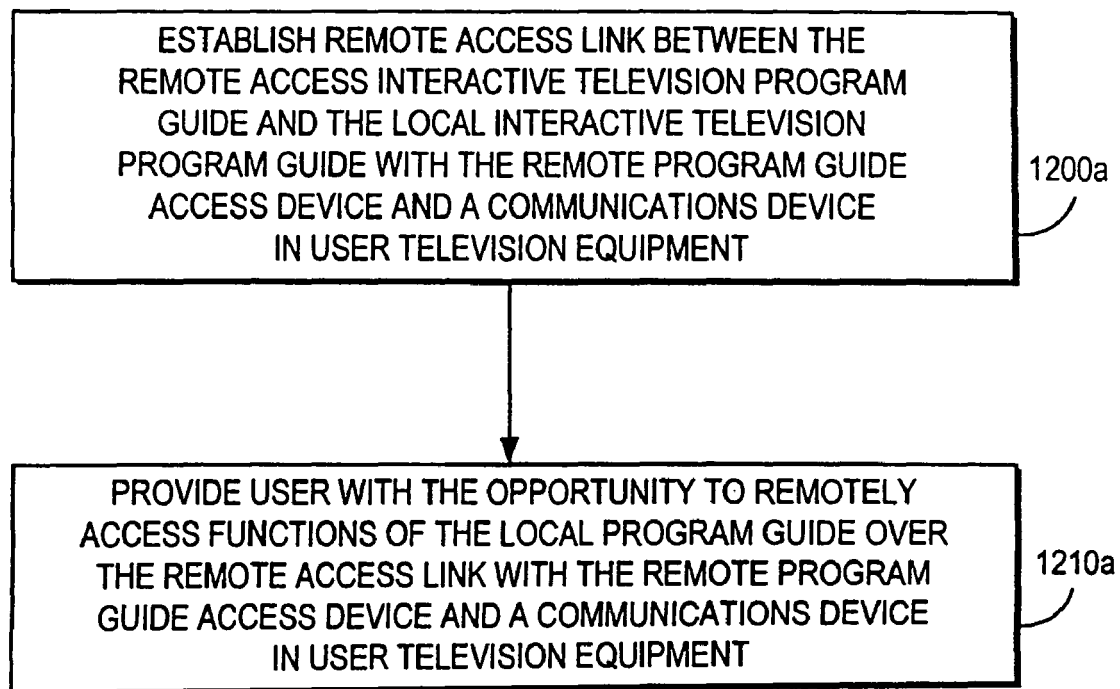 ESTABLISH REMOTE ACCESS LINK BETWEEN THE
REMOTE ACCESS INTERACTIVE TELEVISION PROGRAM
GUIDE AND THE LOCAL INTERACTIVE TELEVISION
PROGRAM GUIDE WITH THE REMOTE PROGRAM GUIDE
ACCESS DEVICE AND A COMMUNICATIONS DEVICE
IN USER TELEVISION EQUIPMENT
1200a
PROVIDE USER WITH THE OPPORTUNITY TO REMOTELY
ACCESS FUNCTIONS OF THE LOCAL PROGRAM GUIDE OVER
THE REMOTE ACCESS LINK WITH THE REMOTE PROGRAM
GUIDE ACCESS DEVICE AND A COMMUNICATIONS DEVICE
IN USER TELEVISION EQUIPMENT
1210a